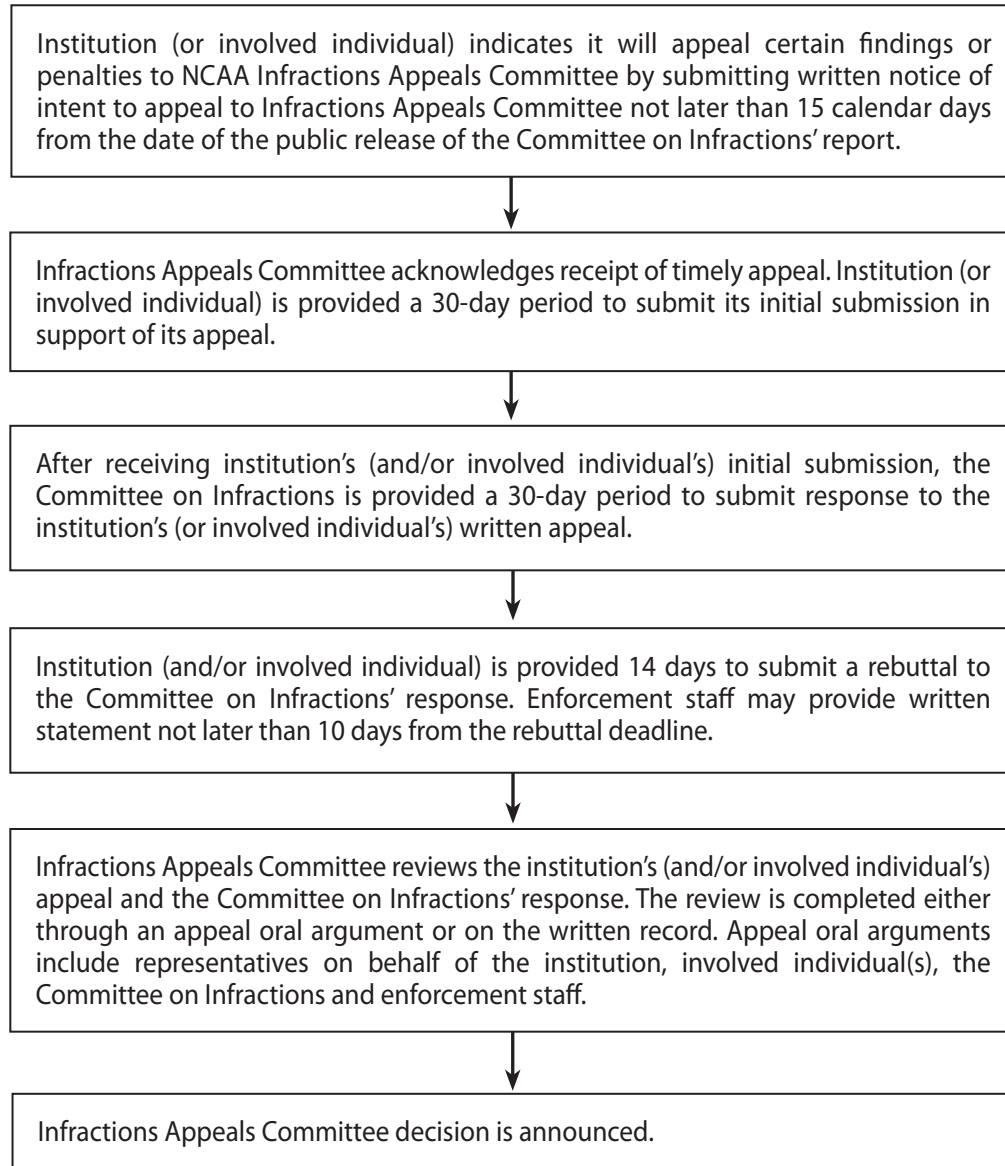 Institution (or involved individual) indicates it will appeal certain findings or
penalties to NCAA Infractions Appeals Committee by submitting written notice of
intent to appeal to Infractions Appeals Committee not later than 15 calendar days
from the date of the public release of the Committee on Infractions’ report.
Infractions Appeals Committee acknowledges receipt of timely appeal. Institution (or
involved individual) is provided a 30-day period to submit its initial submission in
support of its appeal.
After receiving institution’s (and/or involved individual’s) initial submission, the
Committee on Infractions is provided a 30-day period to submit response to the
institution’s (or involved individual’s) written appeal.
Institution (and/or involved individual) is provided 14 days to submit a rebuttal to
the Committee on Infractions’ response. Enforcement staff may provide written
statement not later than 10 days from the rebuttal deadline.
Infractions Appeals Committee reviews the institution’s (and/or involved individual’s)
appeal and the Committee on Infractions’ response. The review is completed either
through an appeal oral argument or on the written record. Appeal oral arguments
include representatives on behalf of the institution, involved individual(s), the
Committee on Infractions and enforcement staff.
Infractions Appeals Committee decision is announced.